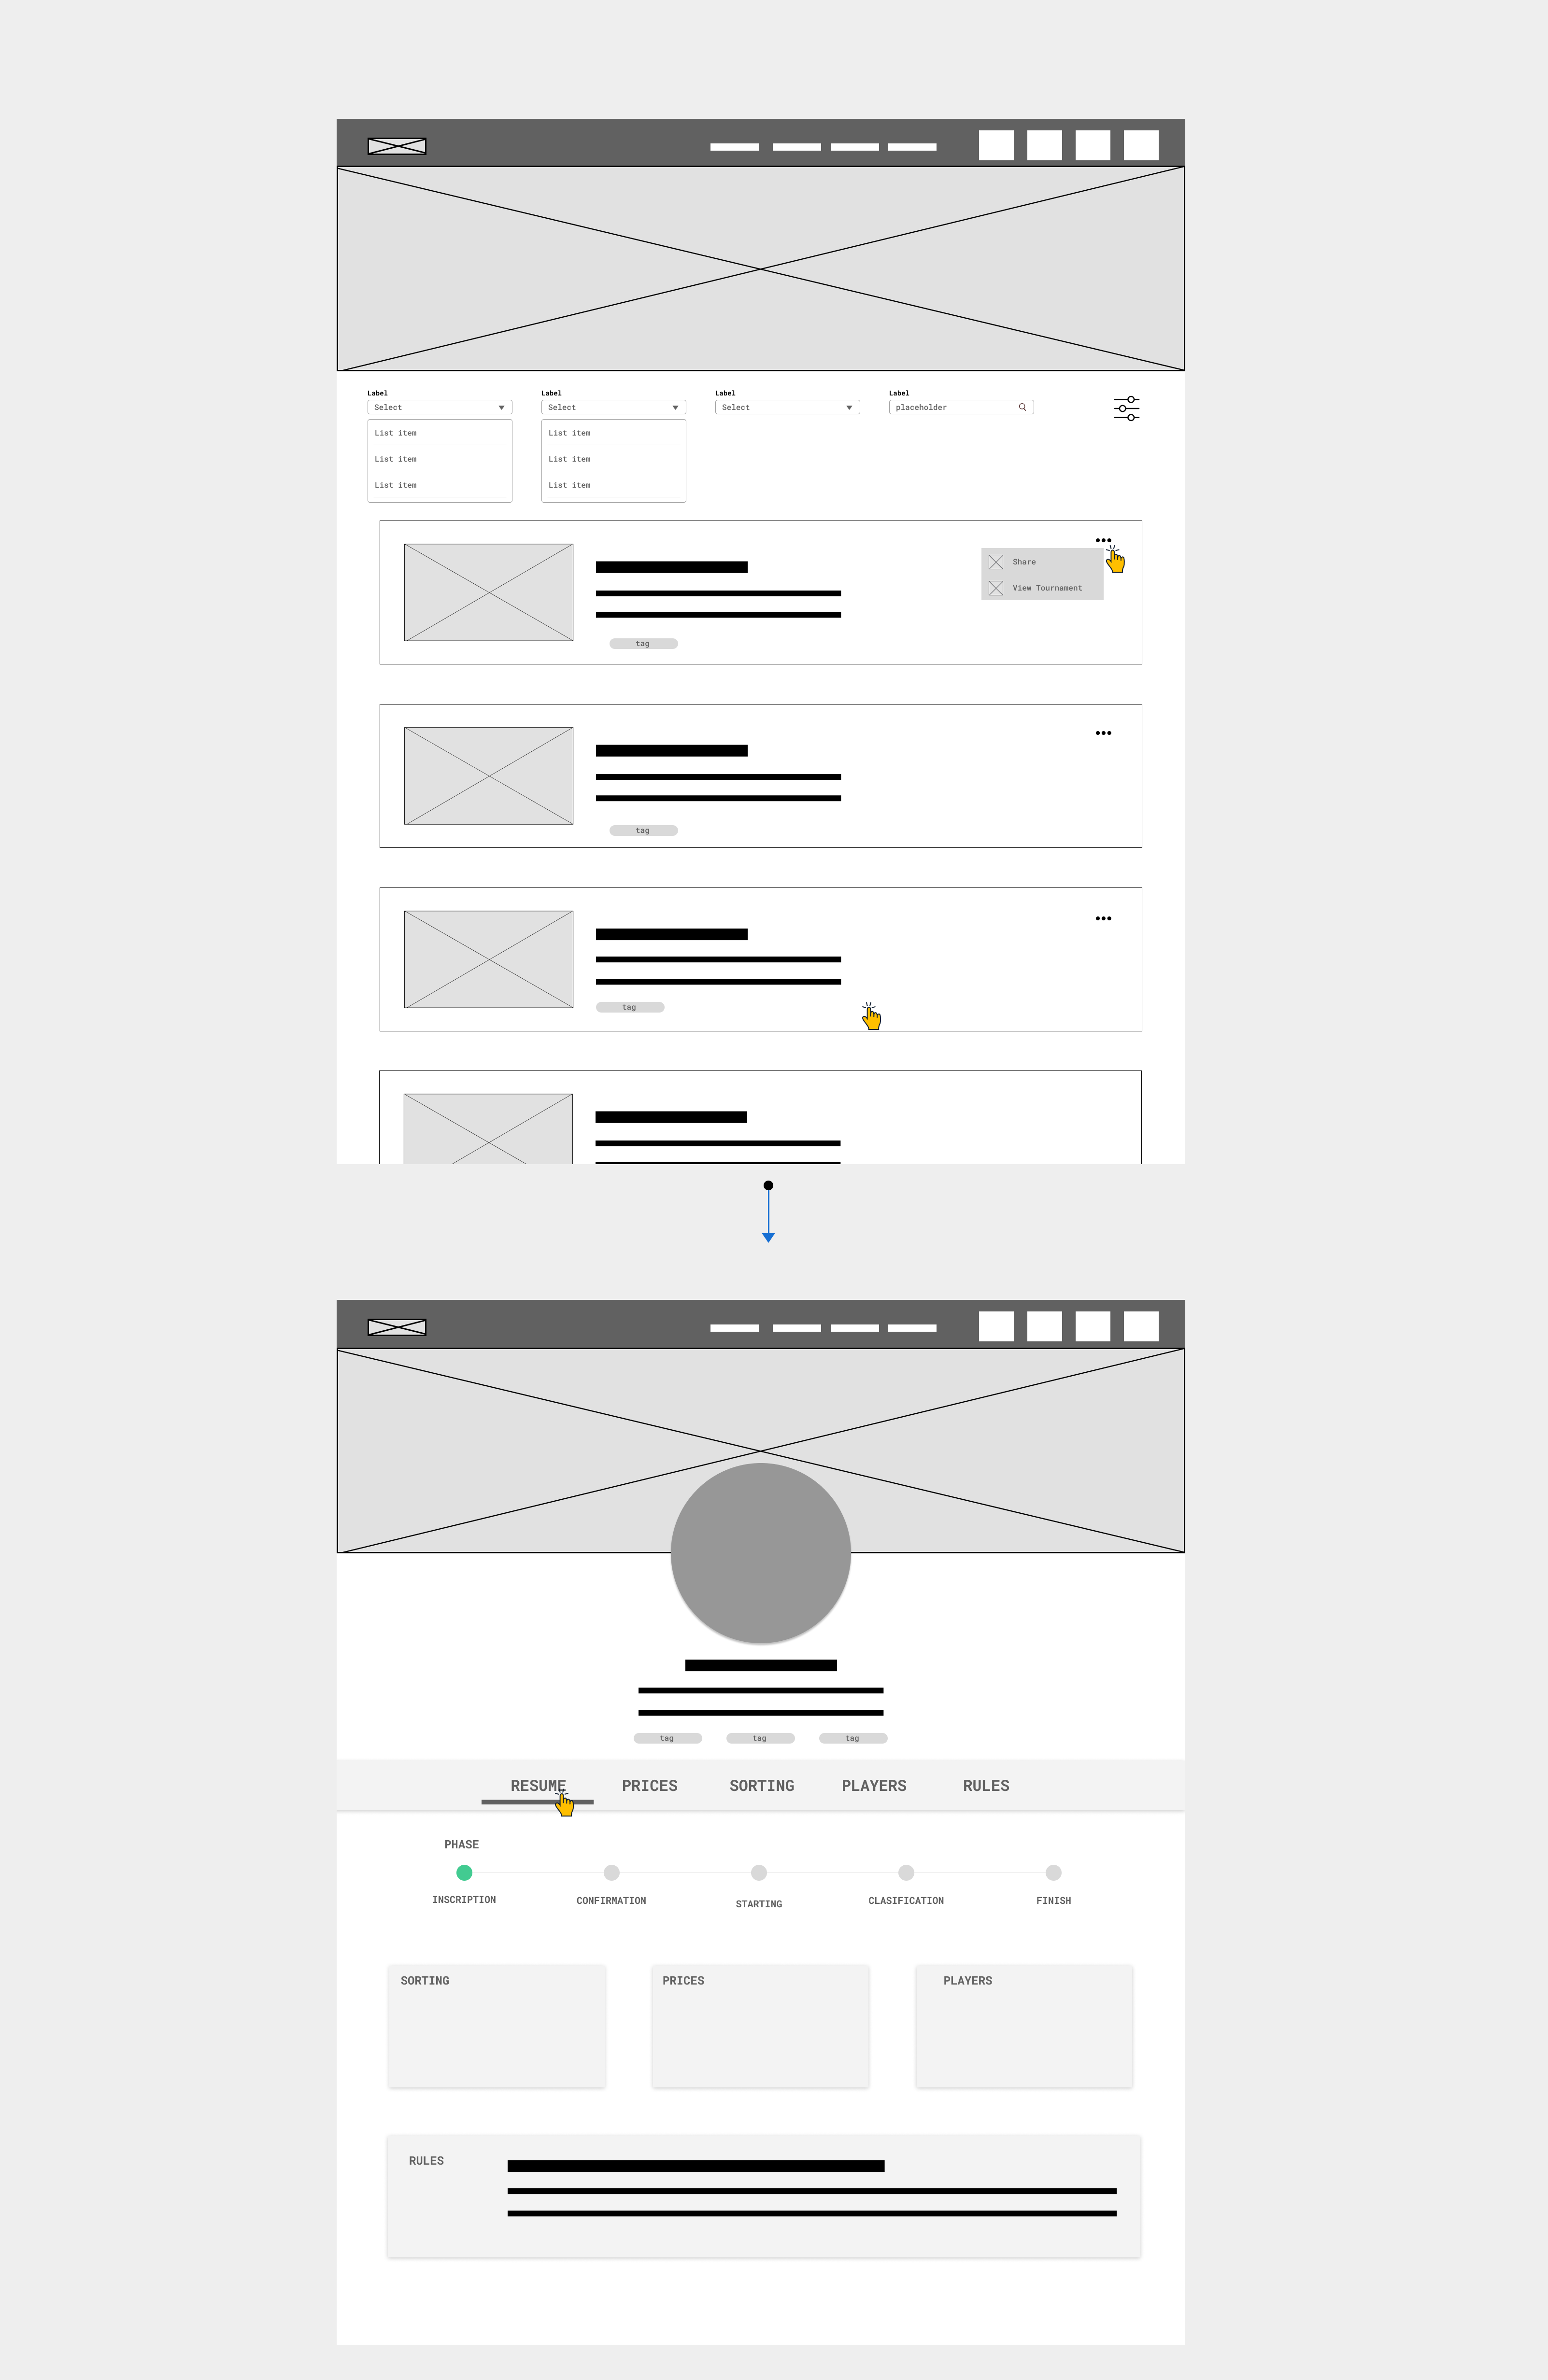 Label Label Label Label
Select Select Select placeholder
List item List item
List item List item
List item List item
Share
View Tournament
tag
tag
tag
tag tag tag
RESUME PRICES SORTING PLAYERS RULES
PHASE
INSCRIPTION CONFIRMATION STARTING CLASIFICATION FINISH
SORTING PRICES PLAYERS
RULES